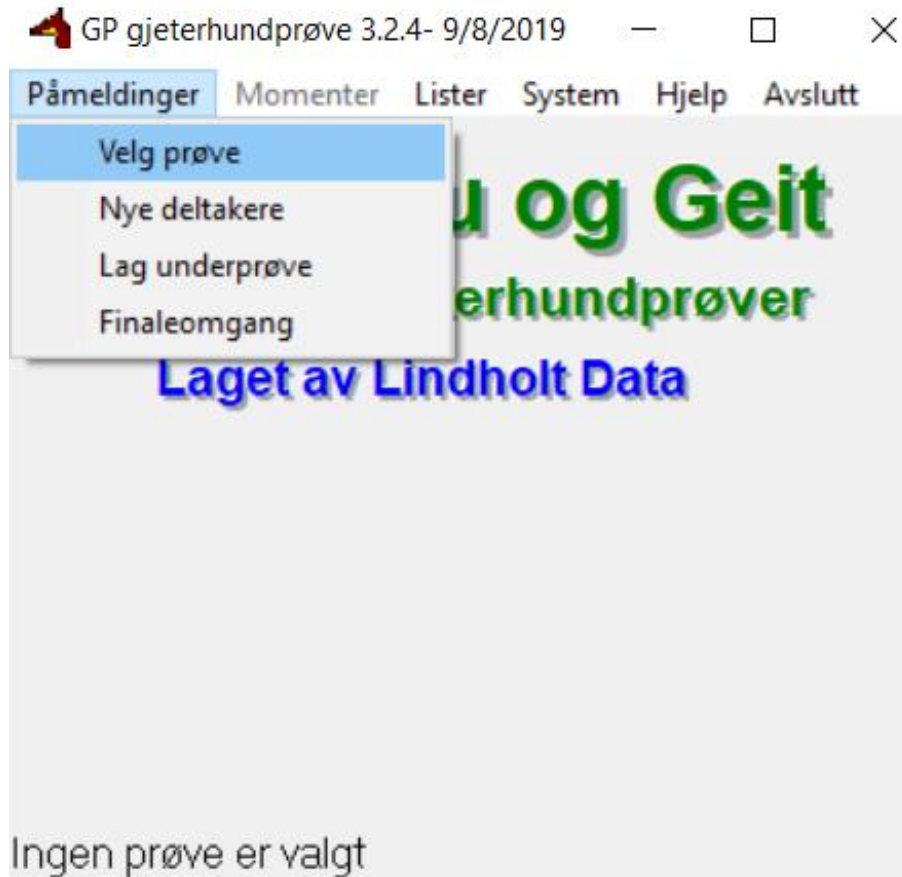 GP gjeterhundprøve 3.2.4- 9/8/2019
Påmeldinger Momenter Lister System Hjelp Avslutt
Velg prøve
Nye deltakere
Lag underprøve
Finaleomgang
og Geit
erhundprøver
Laget av Lindholt Data
Ingen prøve er valgt